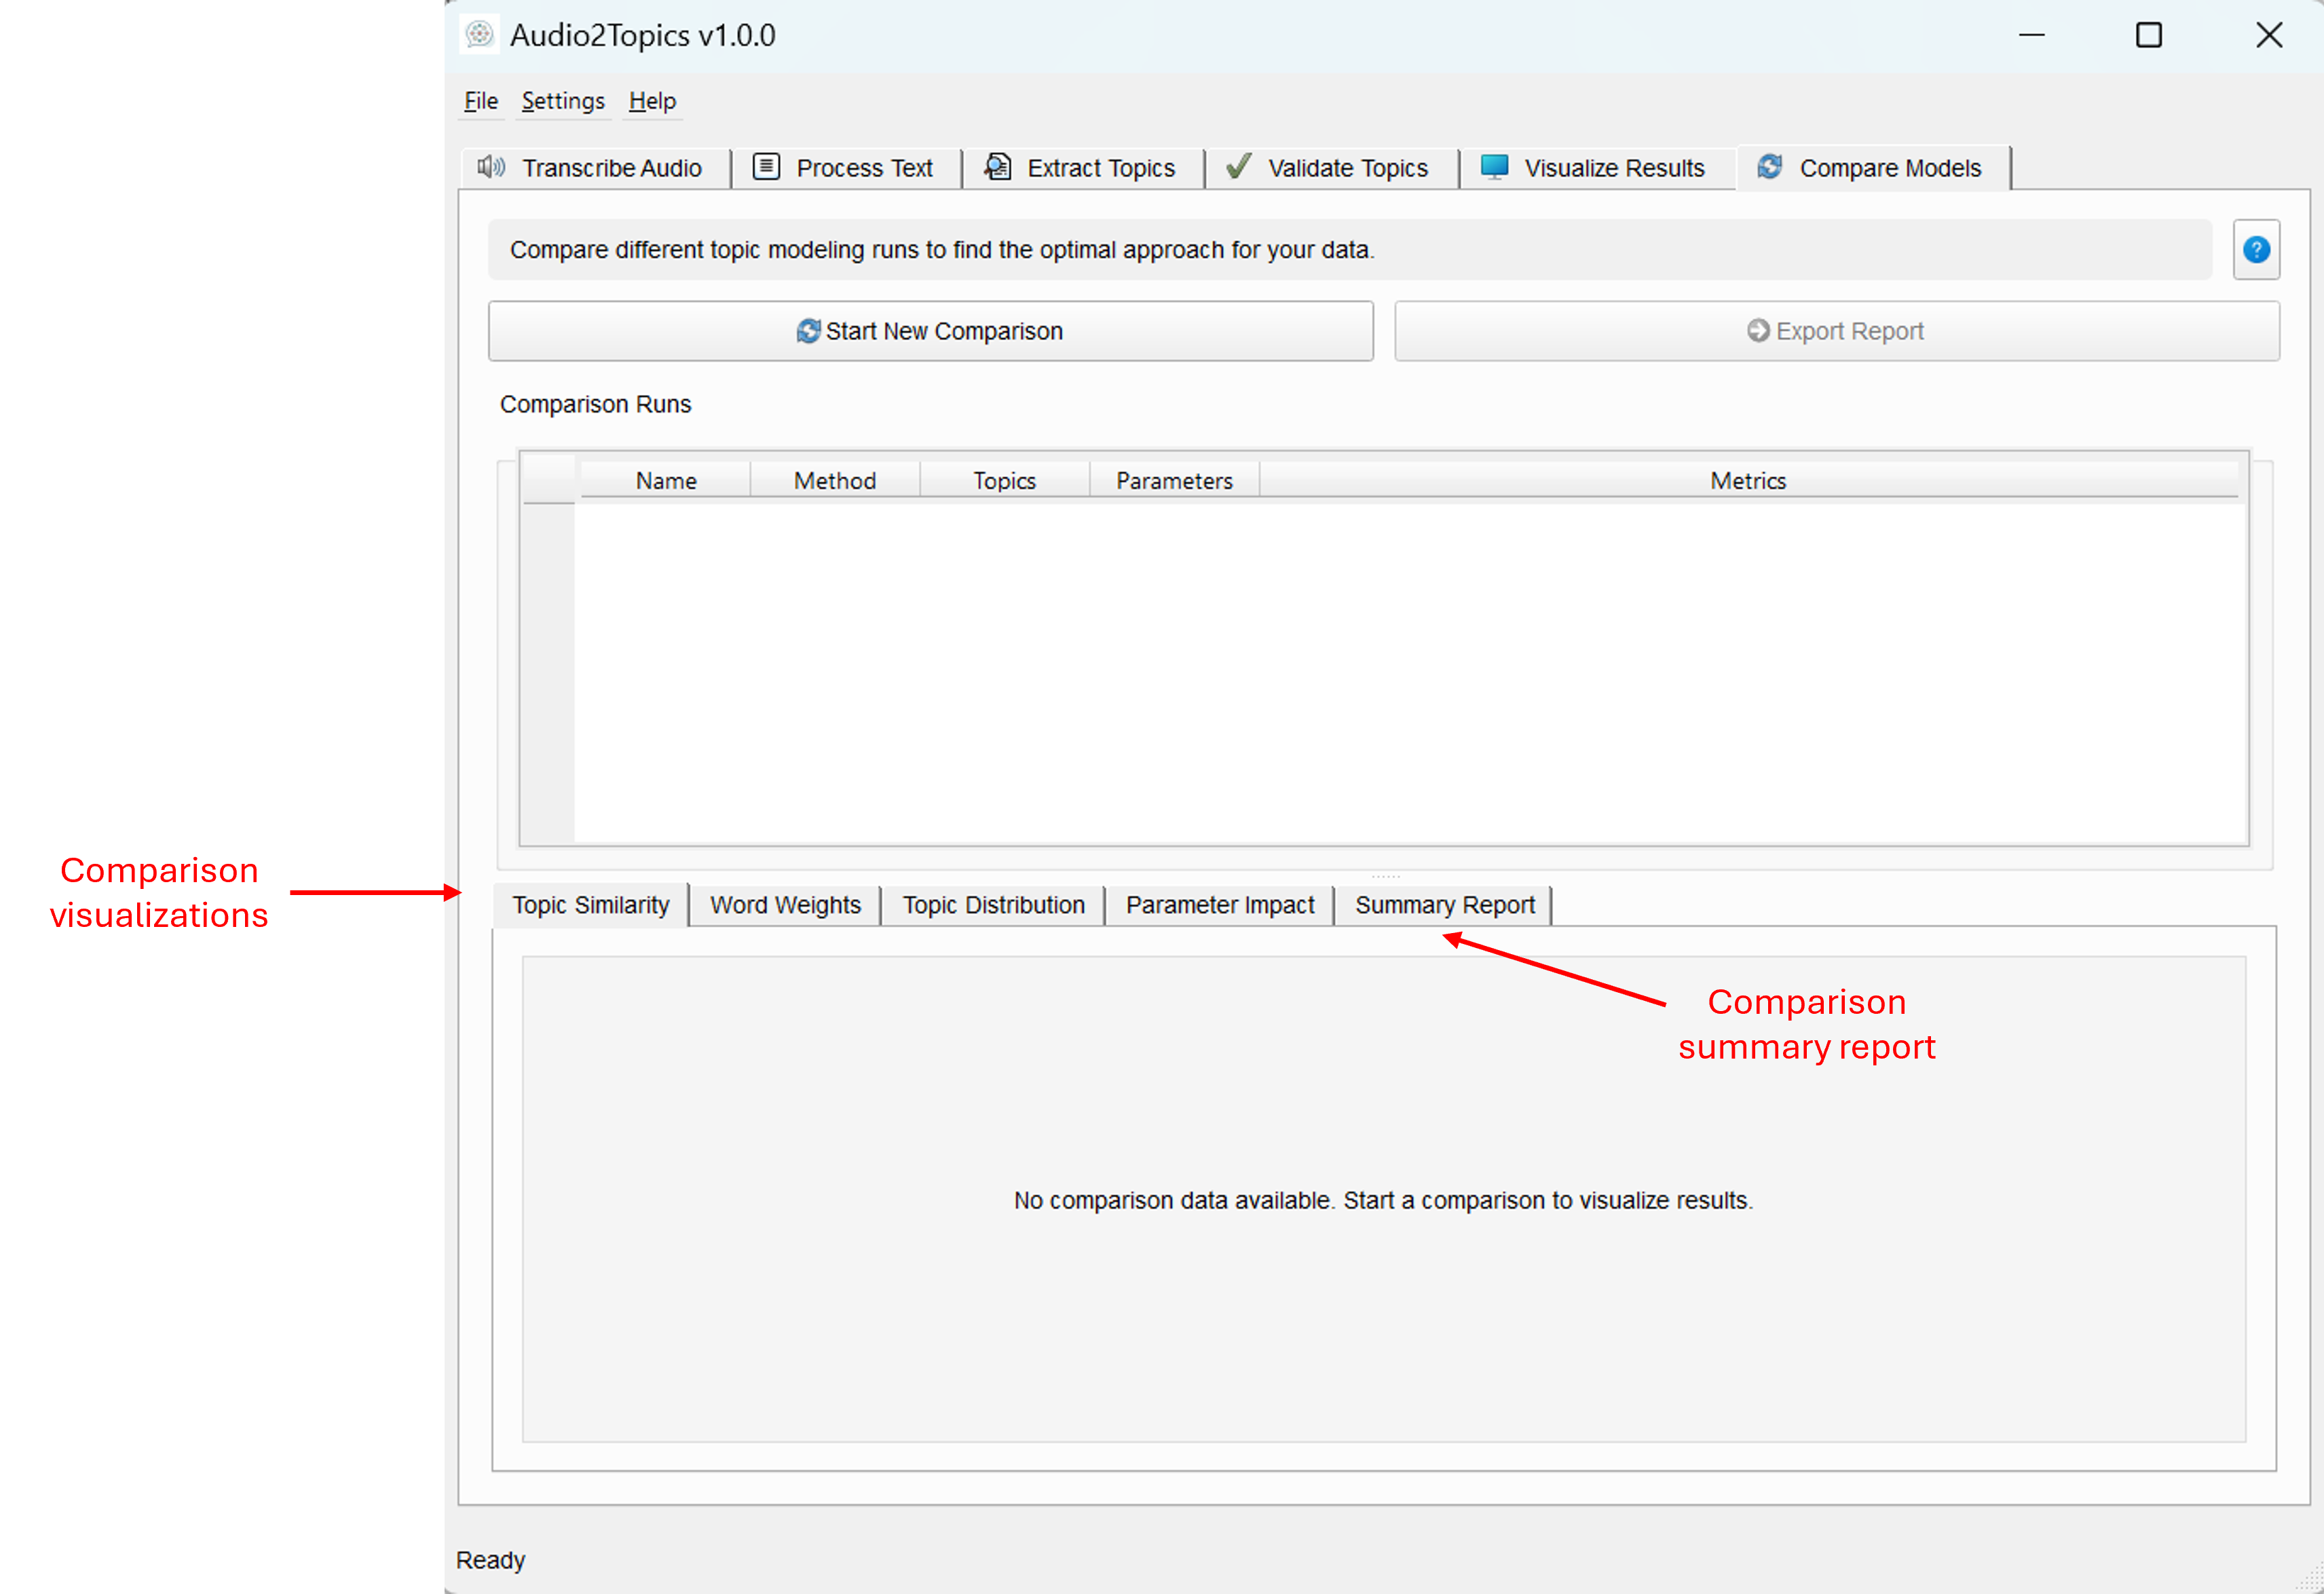 Audio2Topics v1.0.0
File Settings Help
Transcribe Audio Process Text Extract Topics Validate Topics Visualize Results Compare Models
Compare different topic modeling runs to find the optimal approach for your data.
?
Start New Comparison Export Report
Comparison Runs
Name Method Topics Parameters Metrics
Comparison
visualizations
Topic Similarity Word Weights Topic Distribution Parameter Impact Summary Report
Comparison
summary report
No comparison data available. Start a comparison to visualize results.
Ready